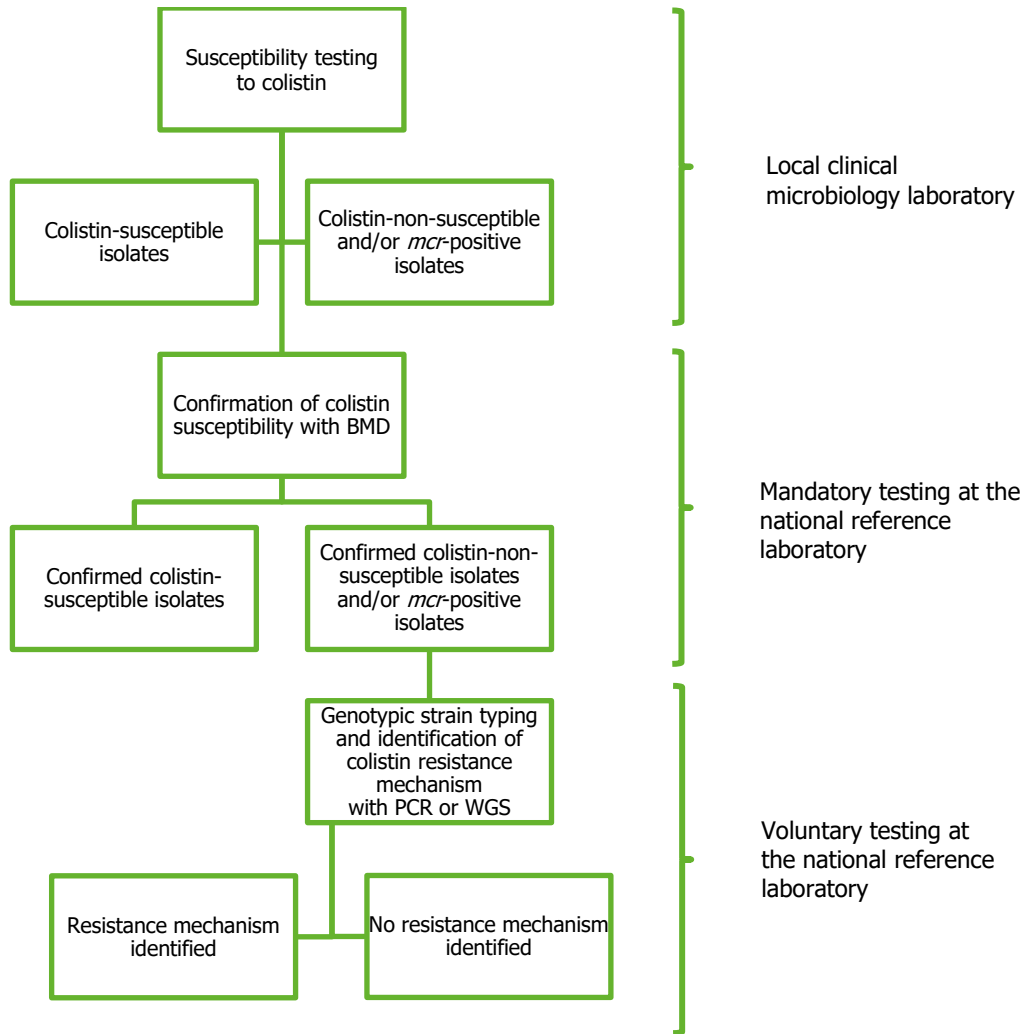 Susceptibility testing
to colistin
Local clinical
microbiology laboratory
Colistin-susceptible
isolates
Colistin-non-susceptible
and/or mcr-positive
isolates
Confirmation of colistin
susceptibility with BMD
Mandatory testing at the
national reference
laboratory
Confirmed colistin-
susceptible isolates
Confirmed colistin-non-
susceptible isolates
and/or mcr-positive
isolates
Genotypic strain typing
and identification of
colistin resistance
mechanism
with PCR or WGS
Voluntary testing at
the national reference
laboratory
Resistance mechanism
identified
No resistance mechanism
identified